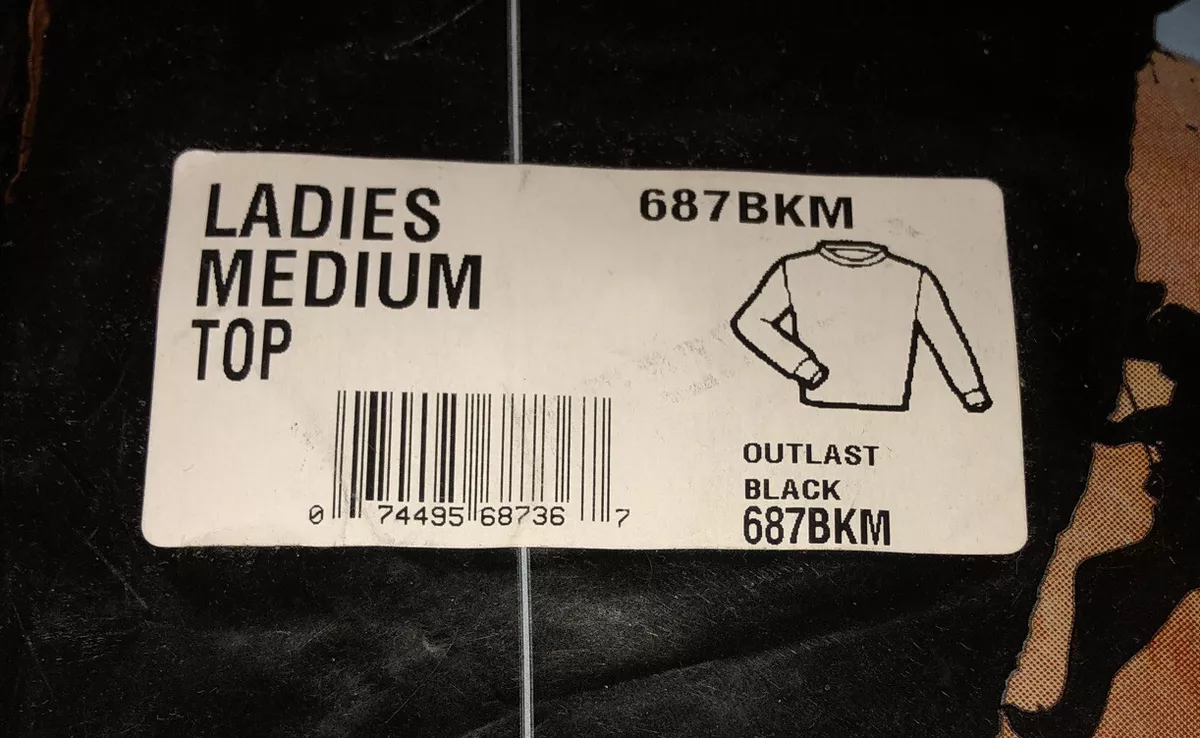 LADIES
MEDIUM
TOP
687BKM
OUTLAST
BLACK
687BKM
0 74495 68736 7